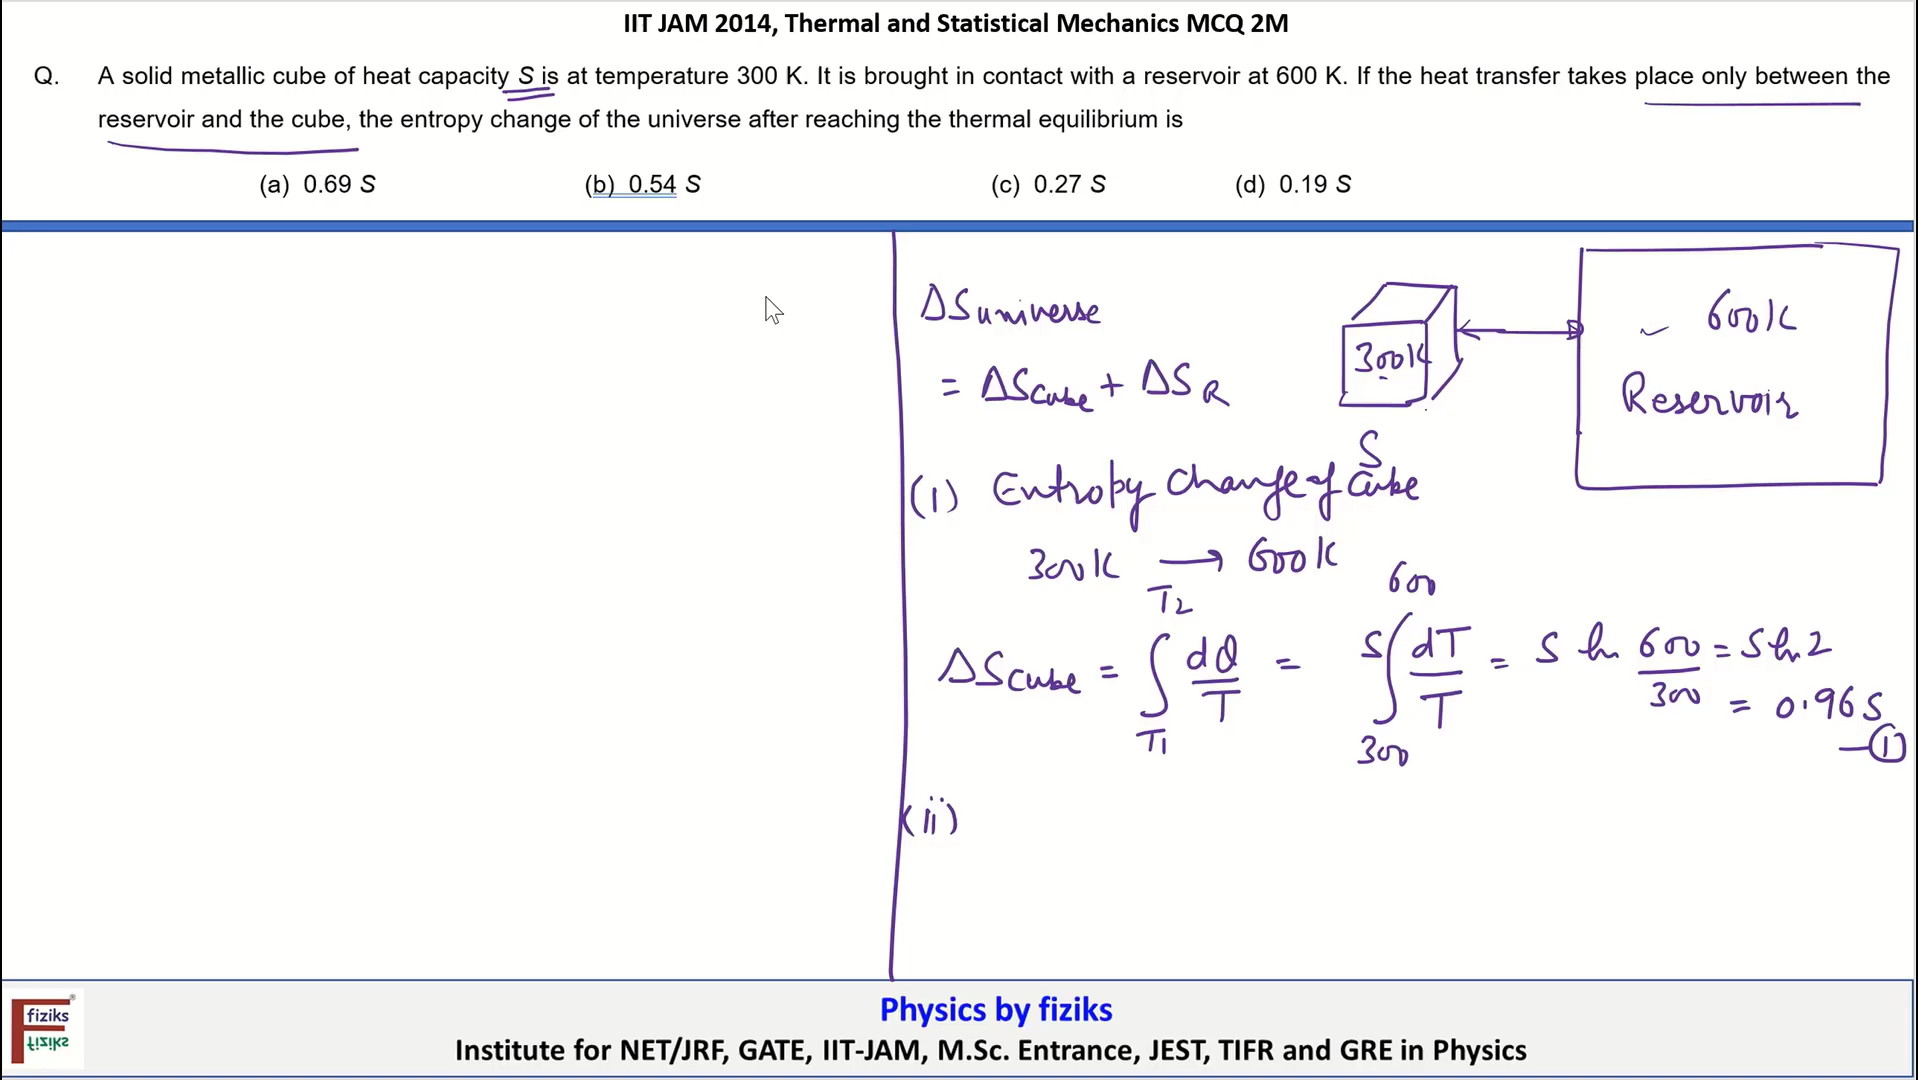 IIT JAM 2014, Thermal and Statistical Mechanics MCQ 2M
Q. A solid metallic cube of heat capacity S is at temperature 300 K. It is brought in contact with a reservoir at 600 K. If the heat transfer takes place only between the
reservoir and the cube, the entropy change of the universe after reaching the thermal equilibrium is
(a) 0.69 S (b) 0.54 S (c) 0.27 S (d) 0.19 S
ΔSuniverse
= ΔScube + ΔSR
300K
S
600K
Reservoir
(1) Entropy Change of Cube
300K → 600K
ΔScube = ∫_{T1}^{T2} dQ/T = S ∫_{300}^{600} dT/T = S ln 600/300 = S ln 2
= 0.96 S
—①
(ii)
fiziks
fiziks
®
Physics by fiziks
Institute for NET/JRF, GATE, IIT-JAM, M.Sc. Entrance, JEST, TIFR and GRE in Physics